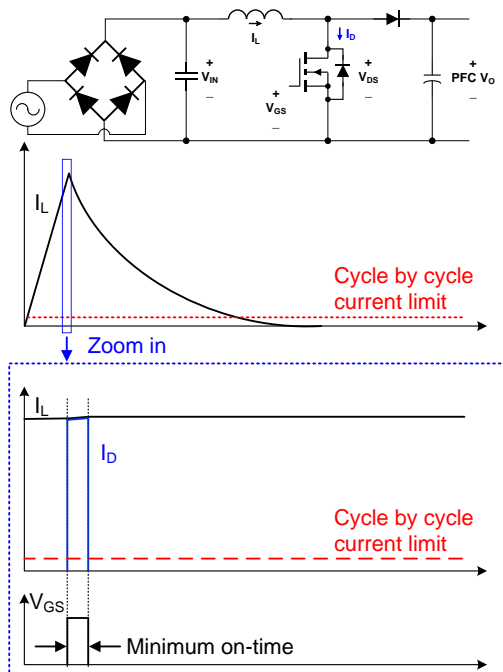 I_L
I_D
+
V_IN
_
+
V_GS
_
+
V_DS
_
+
PFC V_O
_
I_L
Cycle by cycle
current limit
Zoom in
I_L
I_D
Cycle by cycle
current limit
V_GS
Minimum on-time